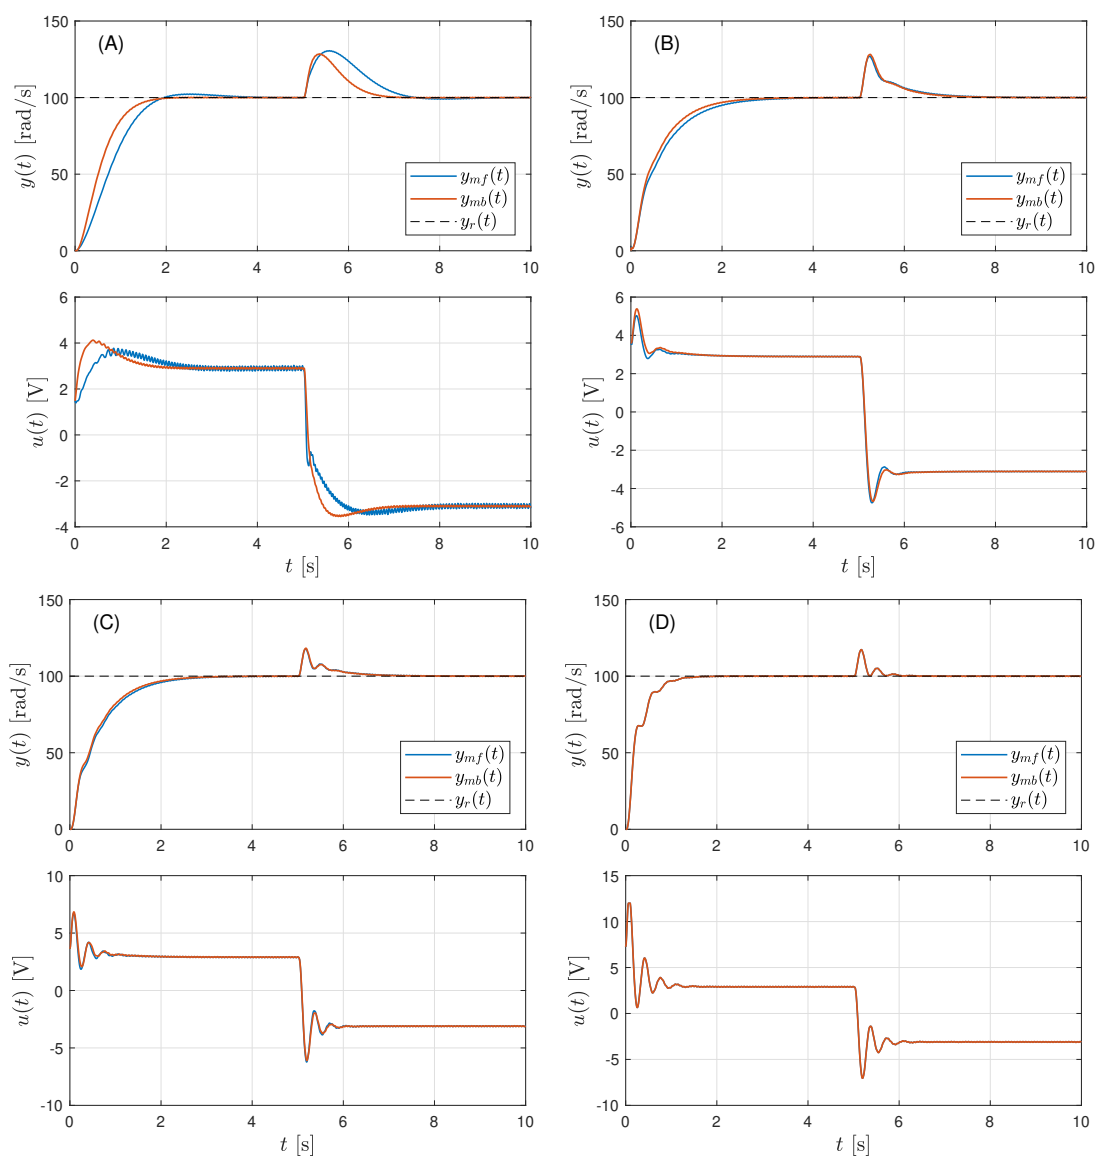 (A)
150
100
50
0
y(t) [rad/s]
y_mf(t)
y_mb(t)
y_r(t)
0 2 4 6 8 10
6
4
2
0
-2
-4
u(t) [V]
0 2 4 6 8 10
t [s]
(B)
150
100
50
0
y(t) [rad/s]
y_mf(t)
y_mb(t)
y_r(t)
0 2 4 6 8 10
6
4
2
0
-2
-4
-6
u(t) [V]
0 2 4 6 8 10
t [s]
(C)
150
100
50
0
y(t) [rad/s]
y_mf(t)
y_mb(t)
y_r(t)
0 2 4 6 8 10
10
5
0
-5
-10
u(t) [V]
0 2 4 6 8 10
t [s]
(D)
150
100
50
0
y(t) [rad/s]
y_mf(t)
y_mb(t)
y_r(t)
0 2 4 6 8 10
15
10
5
0
-5
-10
u(t) [V]
0 2 4 6 8 10
t [s]